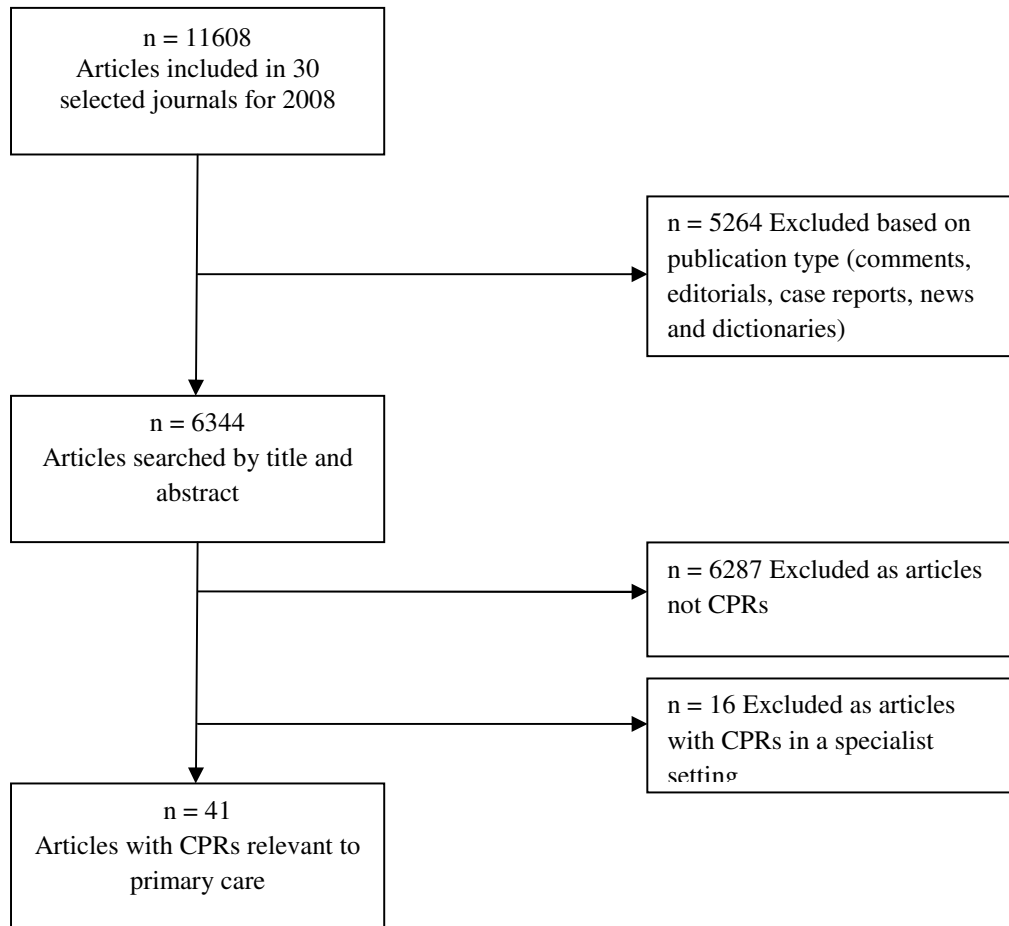 n = 11608
Articles included in 30
selected journals for 2008
n = 5264 Excluded based on
publication type (comments,
editorials, case reports, news
and dictionaries)
n = 6344
Articles searched by title and
abstract
n = 6287 Excluded as articles
not CPRs
n = 16 Excluded as articles
with CPRs in a specialist
setting
n = 41
Articles with CPRs relevant to
primary care